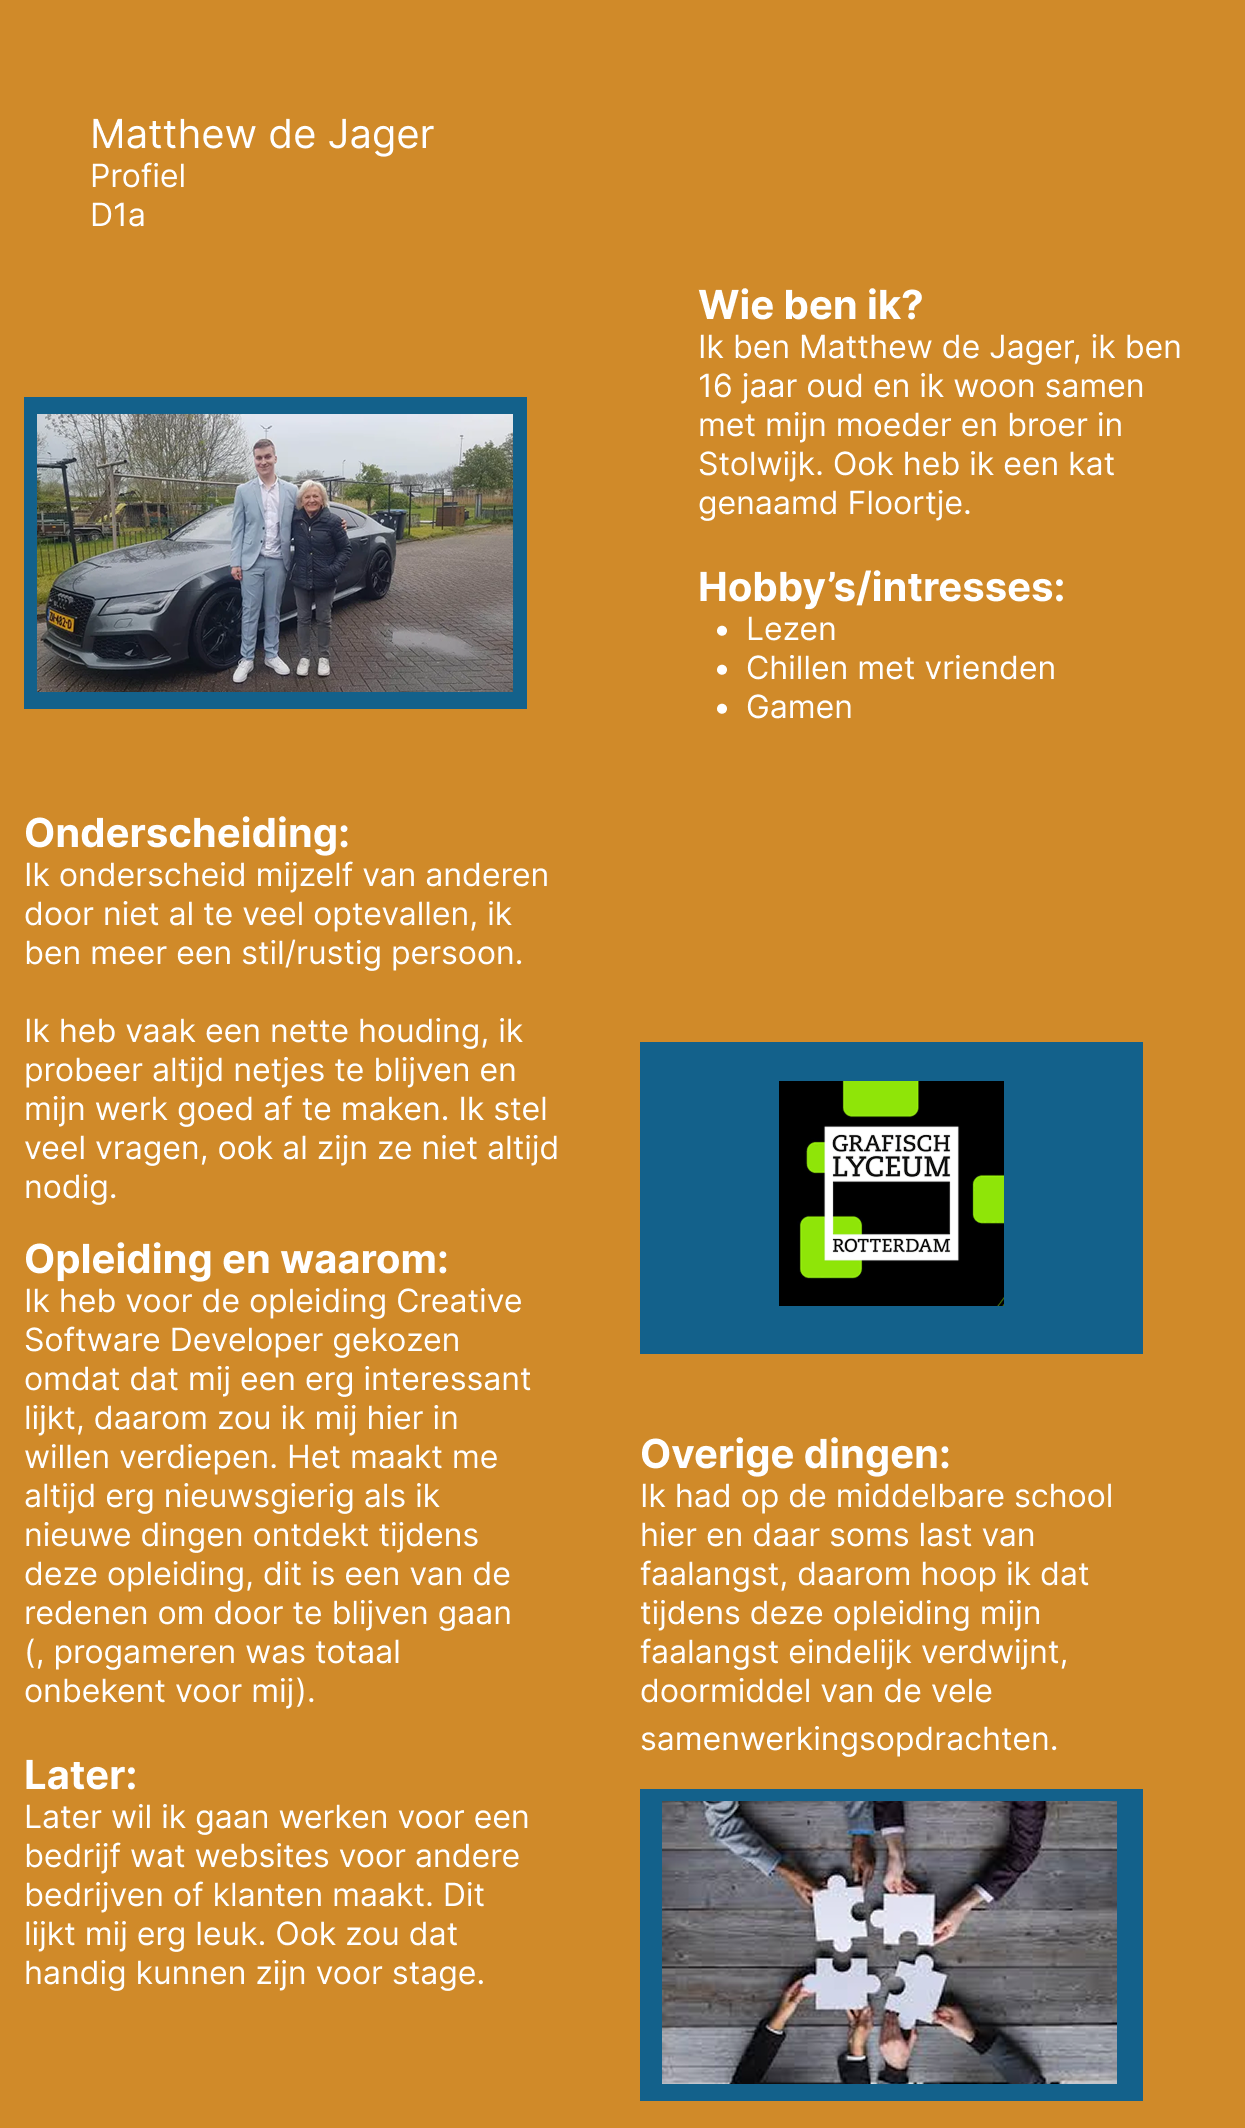 Matthew de Jager
Profiel
D1a
Wie ben ik?
Ik ben Matthew de Jager, ik ben
16 jaar oud en ik woon samen
met mijn moeder en broer in
Stolwijk. Ook heb ik een kat
genaamd Floortje.
Hobby’s/intresses:
• Lezen
• Chillen met vrienden
• Gamen
Onderscheiding:
Ik onderscheid mijzelf van anderen
door niet al te veel optevallen, ik
ben meer een stil/rustig persoon.
Ik heb vaak een nette houding, ik
probeer altijd netjes te blijven en
mijn werk goed af te maken. Ik stel
veel vragen, ook al zijn ze niet altijd
nodig.
GRAFISCH
LYCEUM
ROTTERDAM
Opleiding en waarom:
Ik heb voor de opleiding Creative
Software Developer gekozen
omdat dat mij een erg interessant
lijkt, daarom zou ik mij hier in
willen verdiepen. Het maakt me
altijd erg nieuwsgierig als ik
nieuwe dingen ontdekt tijdens
deze opleiding, dit is een van de
redenen om door te blijven gaan
(, progameren was totaal
onbekent voor mij).
Later:
Later wil ik gaan werken voor een
bedrijf wat websites voor andere
bedrijven of klanten maakt. Dit
lijkt mij erg leuk. Ook zou dat
handig kunnen zijn voor stage.
Overige dingen:
Ik had op de middelbare school
hier en daar soms last van
faalangst, daarom hoop ik dat
tijdens deze opleiding mijn
faalangst eindelijk verdwijnt,
doormiddel van de vele
samenwerkingsopdrachten.